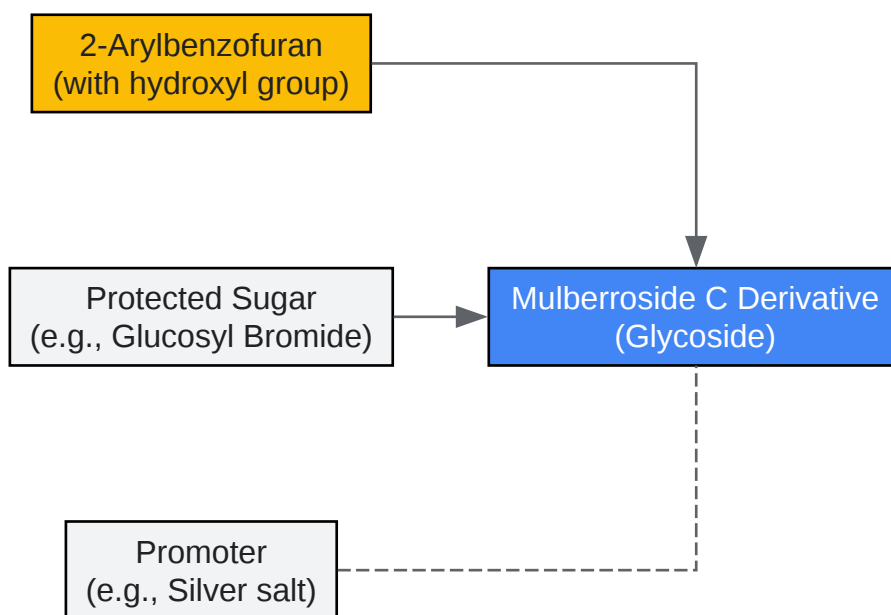 2-Arylbenzofuran
(with hydroxyl group)
Protected Sugar
(e.g., Glucosyl Bromide)
Mulberroside C Derivative
(Glycoside)
Promoter
(e.g., Silver salt)